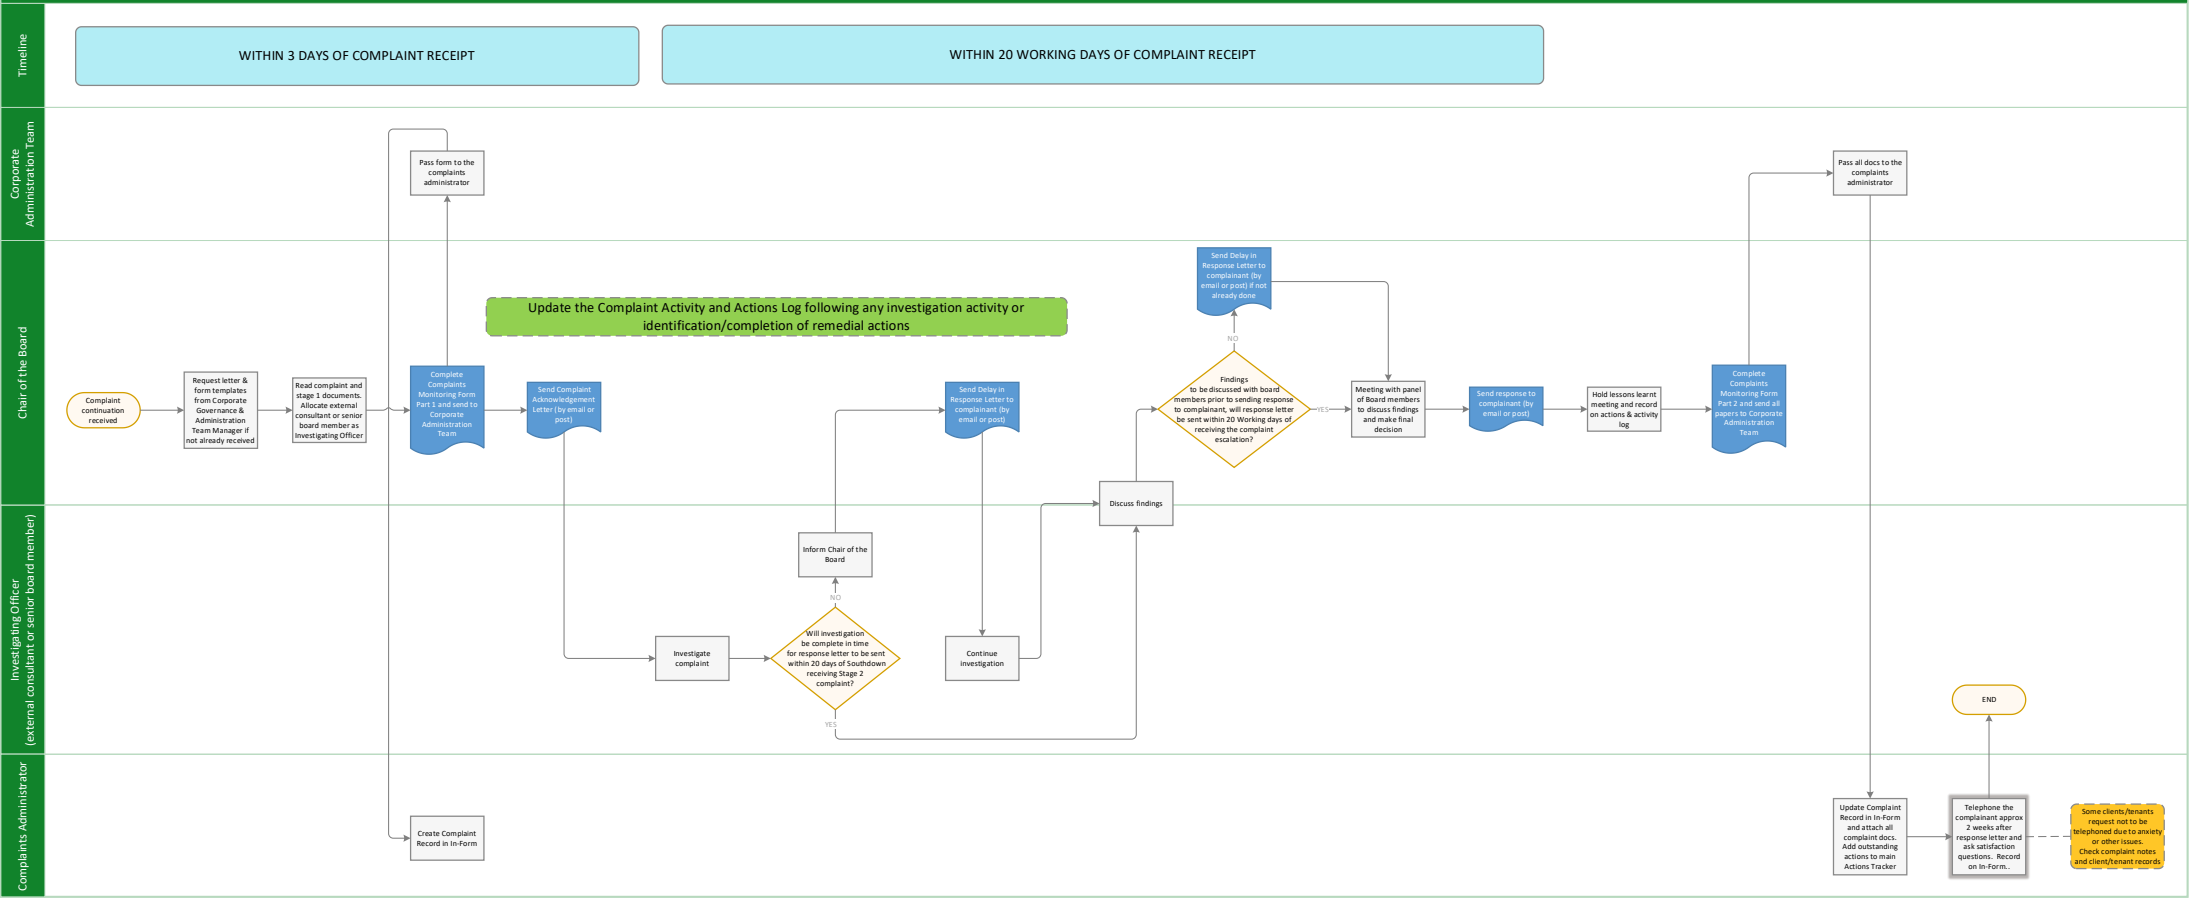 Timeline
WITHIN 3 DAYS OF COMPLAINT RECEIPT
WITHIN 20 WORKING DAYS OF COMPLAINT RECEIPT
Corporate
Administration Team
Pass form to the
complaints
administrator
Pass all docs to the
complaints
administrator
Chair of the Board
Complaint
continuation
received
Request letter &
form templates
from Corporate
Governance &
Administration
Team Manager if
not already received
Read complaint and
stage 1 documents.
Allocate external
consultant or senior
board member as
Investigating Officer
Complete
Complaints
Monitoring Form
Part 1 and send to
Corporate
Administration
Team
Send Complaint
Acknowledgement
Letter (by email or
post)
Update the Complaint Activity and Actions Log following any investigation activity or
identification/completion of remedial actions
Send Delay in
Response Letter to
complainant (by
email or post)
Send Delay in
Response Letter to
complainant (by
email or post) if not
already done
NO
Findings
to be discussed with board
members prior to sending response
to complainant, will response letter
be sent within 20 Working days of
receiving the complaint
escalation?
YES
Meeting with panel
of Board members
to discuss findings
and make final
decision
Send response to
complainant (by
email or post)
Hold lessons learnt
meeting and record
on actions & activity
log
Complete
Complaints
Monitoring Form
Part 2 and send all
papers to Corporate
Administration
Team
Discuss findings
Investigating Officer
(external consultant or senior board member)
Inform Chair of the
Board
NO
Investigate
complaint
Will investigation
be complete in time
for response letter to be sent
within 20 days of Southdown
receiving Stage 2
complaint?
YES
Continue
investigation
END
Complaints Administrator
Create Complaint
Record in In-Form
Update Complaint
Record in In-Form
and attach all
complaint docs.
Add outstanding
actions to main
Actions Tracker
Telephone the
complainant approx
2 weeks after
response letter and
ask satisfaction
questions. Record
on In-Form..
Some clients/tenants
request not to be
telephoned due to anxiety
or other issues.
Check complaint notes
and client/tenant records